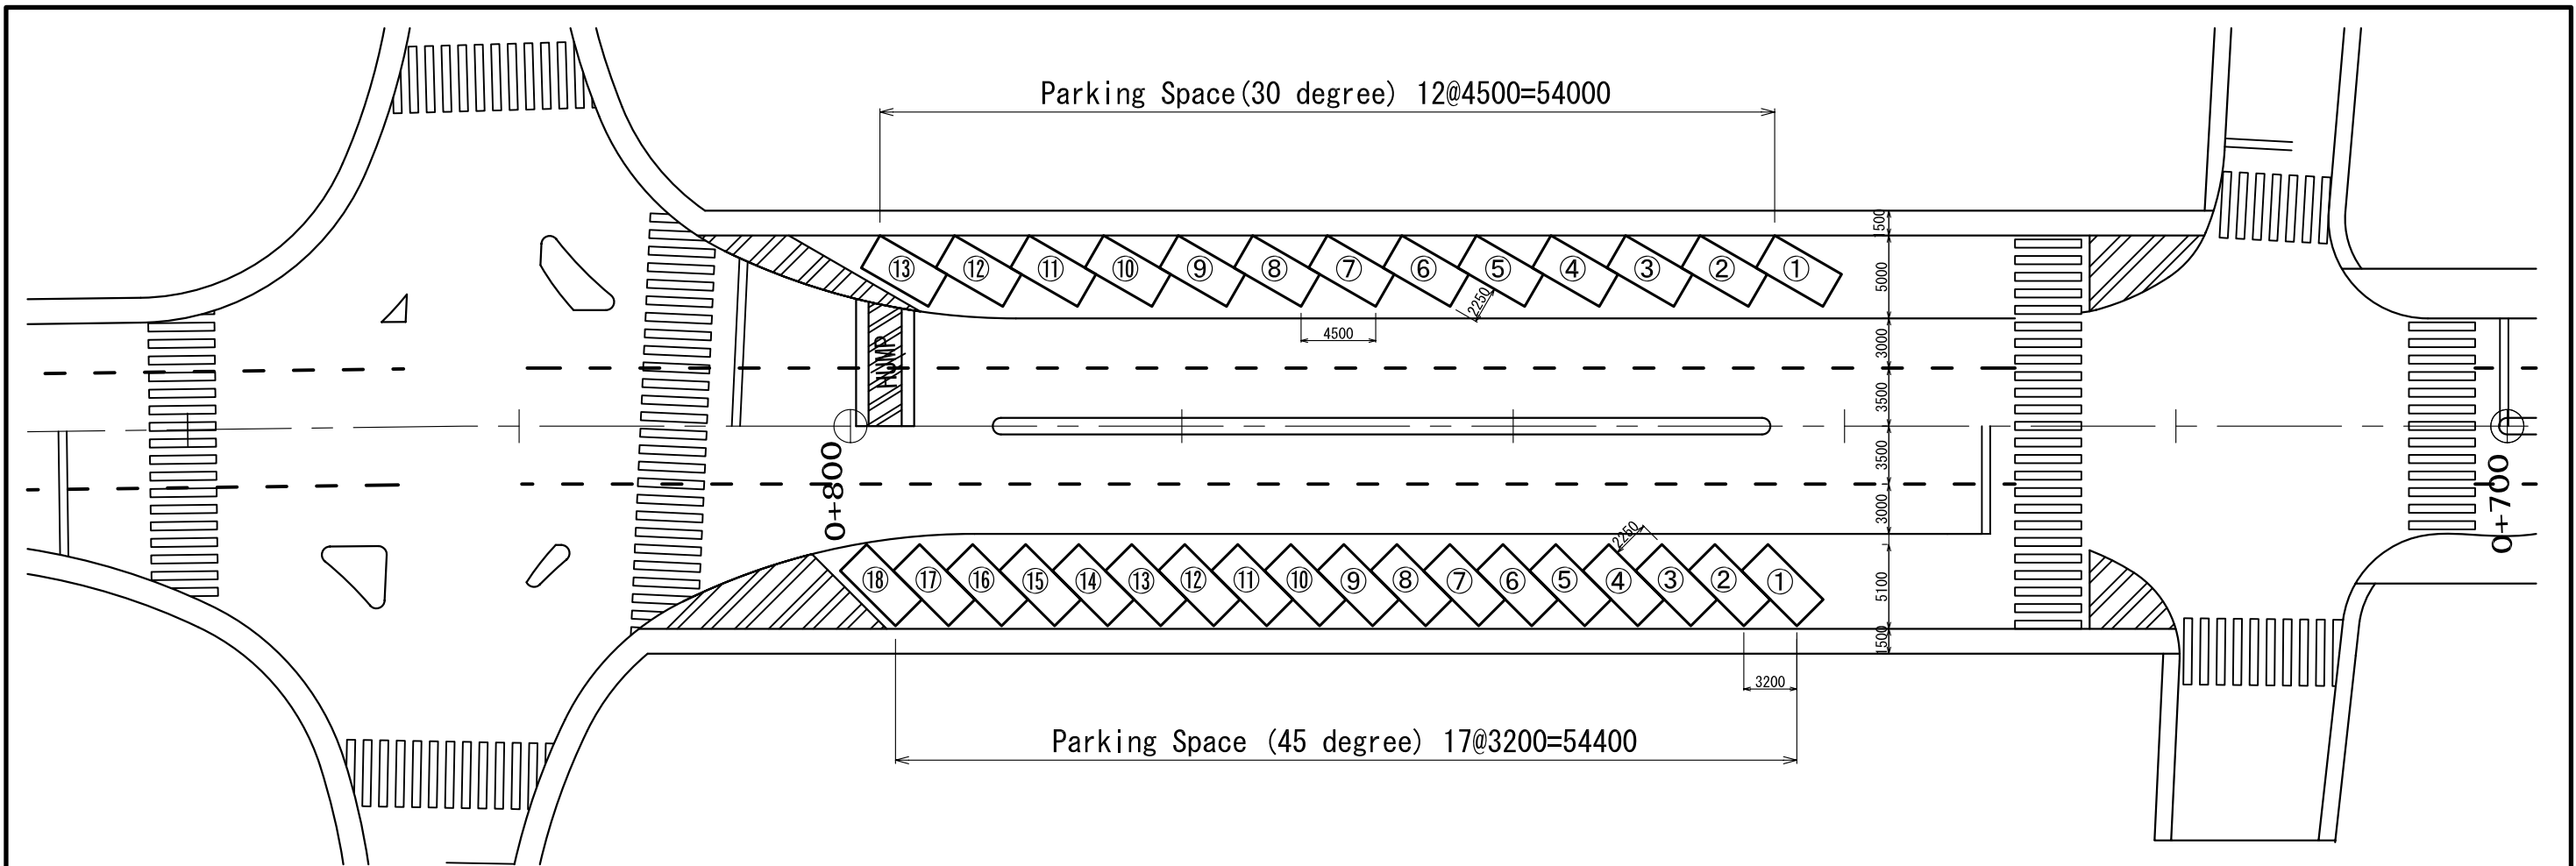 Parking Space(30 degree) 12@4500=54000
1500
⑬ ⑫ ⑪ ⑩ ⑨ ⑧ ⑦ ⑥ ⑤ ④ ③ ② ①
5000
2250
4500
3000
HUMP
3500
0+800
3500
0+700
3000
2250
⑱ ⑰ ⑯ ⑮ ⑭ ⑬ ⑫ ⑪ ⑩ ⑨ ⑧ ⑦ ⑥ ⑤ ④ ③ ② ①
5100
1500
3200
Parking Space (45 degree) 17@3200=54400